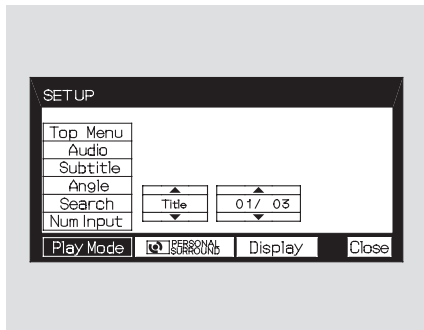 SETUP
Top Menu
Audio
Subtitle
Angle
Search
Title
01/ 03
Num Input
Play Mode
PERSONAL
SURROUND
Display
Close